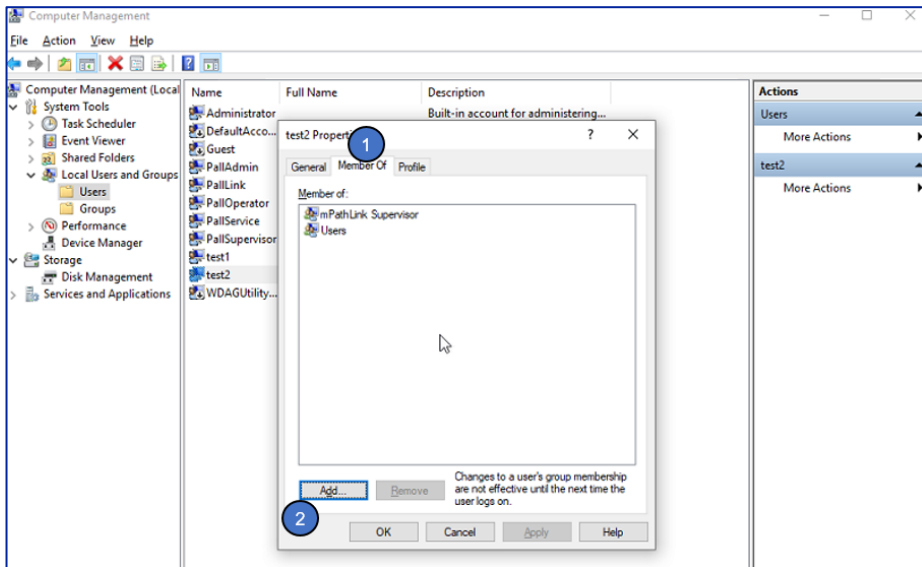 Computer Management
File Action View Help
Computer Management (Local
System Tools
Task Scheduler
Event Viewer
Shared Folders
Local Users and Groups
Users
Groups
Performance
Device Manager
Storage
Disk Management
Services and Applications
Name Full Name Description
Administrator Built-in account for administering...
DefaultAcco...
Guest
PallAdmin
PallLink
PallOperator
PallService
PallSupervisor
test1
test2
WDAGUtility...
test2 Properti
1
?
General Member Of Profile
Member of:
mPathLink Supervisor
Users
Add... Remove
Changes to a user's group membership
are not effective until the next time the
user logs on.
2
OK Cancel Apply Help
Actions
Users
More Actions
test2
More Actions